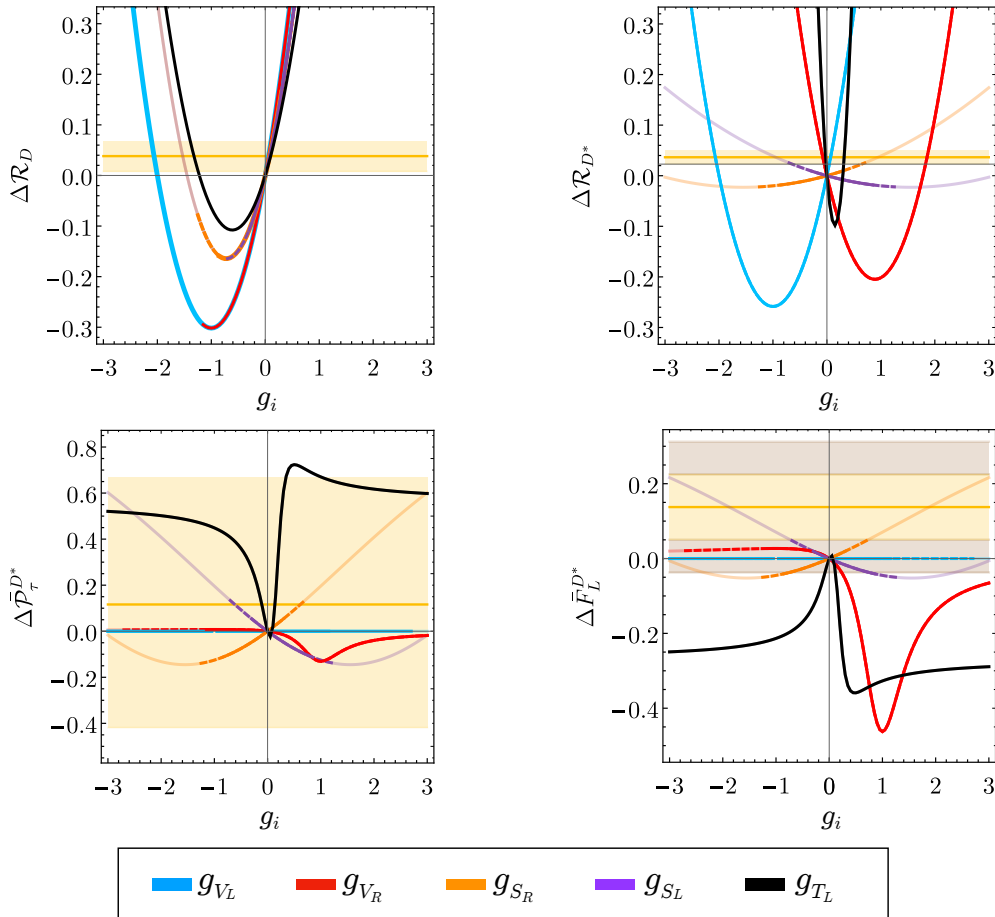 0.3 0.3
0.2 0.2
0.1 0.1
0.0 0.0
−0.1 −0.1
−0.2 −0.2
−0.3 −0.3
Δℛ_D Δℛ_{D*}
−3 −2 −1 0 1 2 3 −3 −2 −1 0 1 2 3
g_i g_i
0.8
0.6 0.2
0.4
0.2 0.0
0.0
−0.2 −0.2
−0.4 −0.4
Δ𝒫̄_τ^{D*} ΔF̄_L^{D*}
−3 −2 −1 0 1 2 3 −3 −2 −1 0 1 2 3
g_i g_i
g_{V_L} g_{V_R} g_{S_R} g_{S_L} g_{T_L}